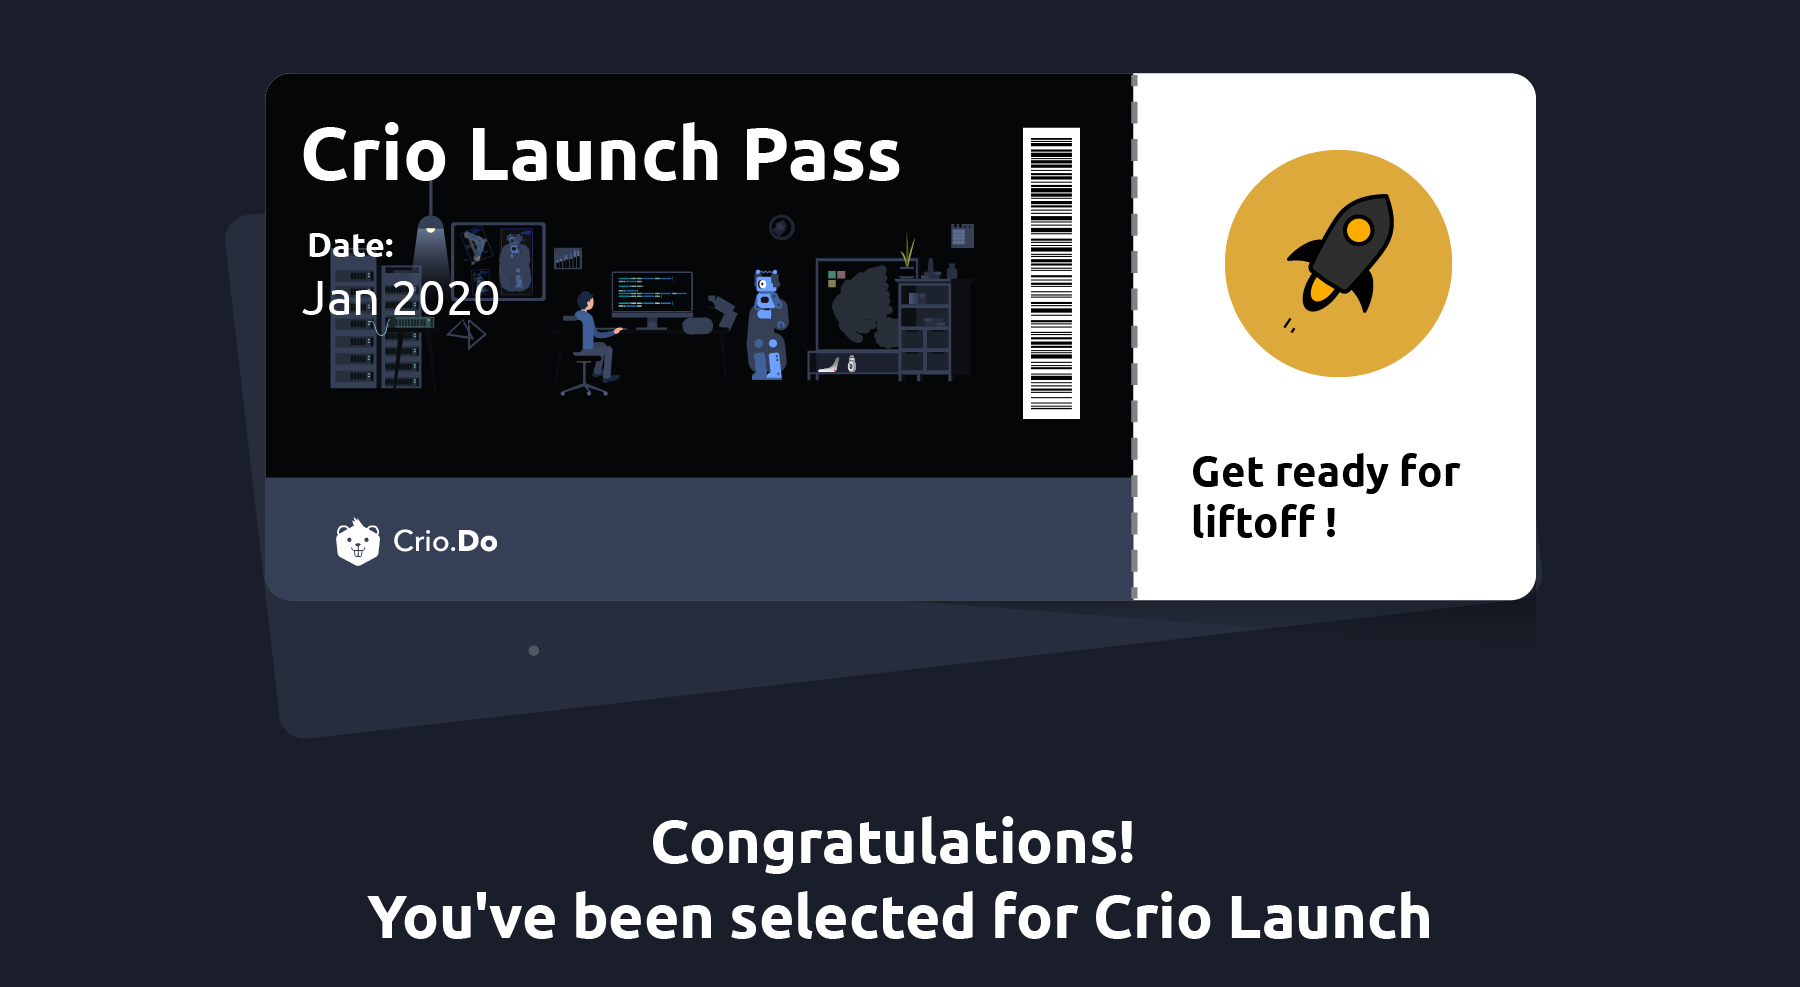 Crio Launch Pass
Date:
Jan 2020
Crio.Do
Get ready for
liftoff !
Congratulations!
You've been selected for Crio Launch